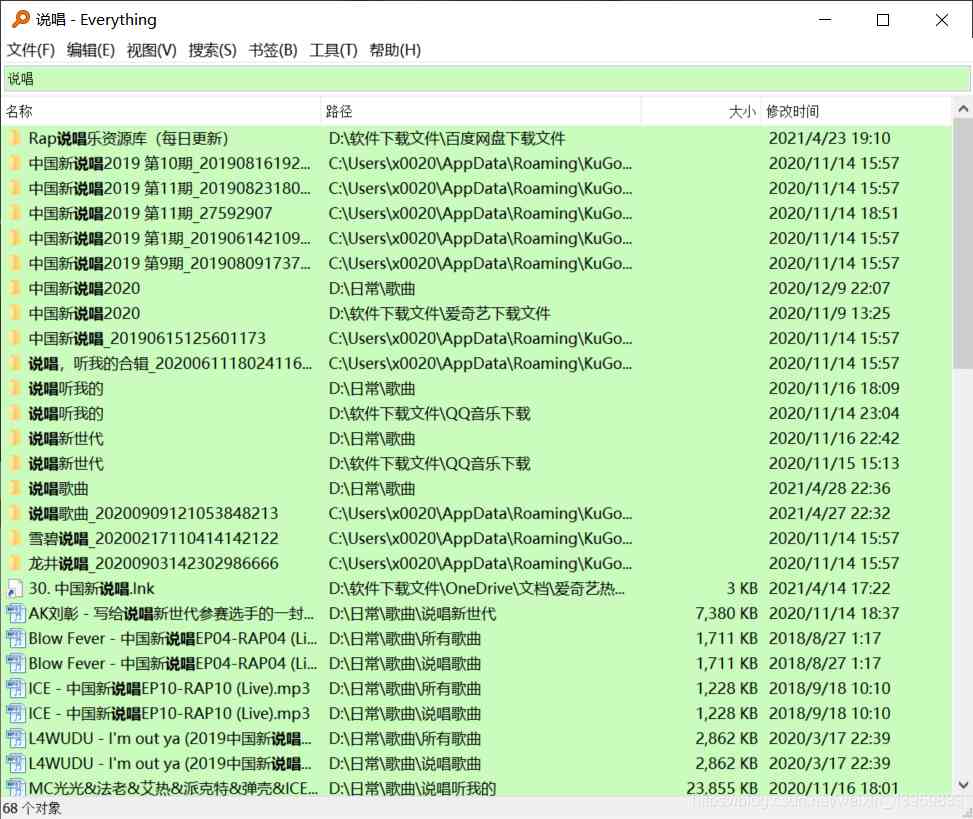 说唱 - Everything
文件(F) 编辑(E) 视图(V) 搜索(S) 书签(B) 工具(T) 帮助(H)
说唱
名称 路径 大小 修改时间
Rap说唱乐资源库（每日更新） D:\软件下载文件\百度网盘下载文件 2021/4/23 19:10
中国新说唱2019 第10期_20190816192... C:\Users\x0020\AppData\Roaming\KuGo... 2020/11/14 15:57
中国新说唱2019 第11期_20190823180... C:\Users\x0020\AppData\Roaming\KuGo... 2020/11/14 15:57
中国新说唱2019 第11期_27592907 C:\Users\x0020\AppData\Roaming\KuGo... 2020/11/14 18:51
中国新说唱2019 第1期_201906142109... C:\Users\x0020\AppData\Roaming\KuGo... 2020/11/14 15:57
中国新说唱2019 第9期_201908091737... C:\Users\x0020\AppData\Roaming\KuGo... 2020/11/14 15:57
中国新说唱2020 D:\日常\歌曲 2020/12/9 22:07
中国新说唱2020 D:\软件下载文件\爱奇艺下载文件 2020/11/9 13:25
中国新说唱_20190615125601173 C:\Users\x0020\AppData\Roaming\KuGo... 2020/11/14 15:57
说唱，听我的合辑_2020061118024116... C:\Users\x0020\AppData\Roaming\KuGo... 2020/11/14 15:57
说唱听我的 D:\日常\歌曲 2020/11/16 18:09
说唱听我的 D:\软件下载文件\QQ音乐下载 2020/11/14 23:04
说唱新世代 D:\日常\歌曲 2020/11/16 22:42
说唱新世代 D:\软件下载文件\QQ音乐下载 2020/11/15 15:13
说唱歌曲 D:\日常\歌曲 2021/4/28 22:36
说唱歌曲_20200909121053848213 C:\Users\x0020\AppData\Roaming\KuGo... 2021/4/27 22:32
雪碧说唱_20200217110414142122 C:\Users\x0020\AppData\Roaming\KuGo... 2020/11/14 15:57
龙井说唱_20200903142302986666 C:\Users\x0020\AppData\Roaming\KuGo... 2020/11/14 15:57
30. 中国新说唱.lnk D:\软件下载文件\OneDrive\文档\爱奇艺热... 3 KB 2021/4/14 17:22
AK刘彰 - 写给说唱新世代参赛选手的一封... D:\日常\歌曲\说唱新世代 7,380 KB 2020/11/14 18:37
Blow Fever - 中国新说唱EP04-RAP04 (Li... D:\日常\歌曲\所有歌曲 1,711 KB 2018/8/27 1:17
Blow Fever - 中国新说唱EP04-RAP04 (Li... D:\日常\歌曲\说唱歌曲 1,711 KB 2018/8/27 1:17
ICE - 中国新说唱EP10-RAP10 (Live).mp3 D:\日常\歌曲\所有歌曲 1,228 KB 2018/9/18 10:10
ICE - 中国新说唱EP10-RAP10 (Live).mp3 D:\日常\歌曲\说唱歌曲 1,228 KB 2018/9/18 10:10
L4WUDU - I'm out ya (2019中国新说唱... D:\日常\歌曲\所有歌曲 2,862 KB 2020/3/17 22:39
L4WUDU - I'm out ya (2019中国新说唱... D:\日常\歌曲\说唱歌曲 2,862 KB 2020/3/17 22:39
MC光光&法老&艾热&派克特&弹壳&ICE... D:\日常\歌曲\说唱听我的 23,855 KB 2020/11/16 18:01
68 个对象